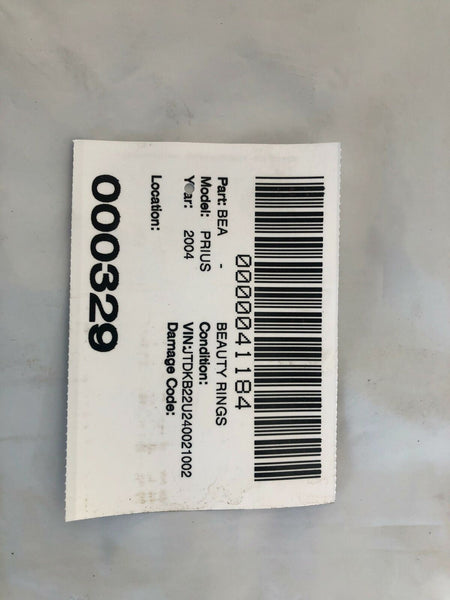 0000041184
Part: BEA - BEAUTY RINGS
Model: PRIUS Condition:
Year: 2004 VIN:JTDKB22U240021002
Damage Code:
Location:
000329